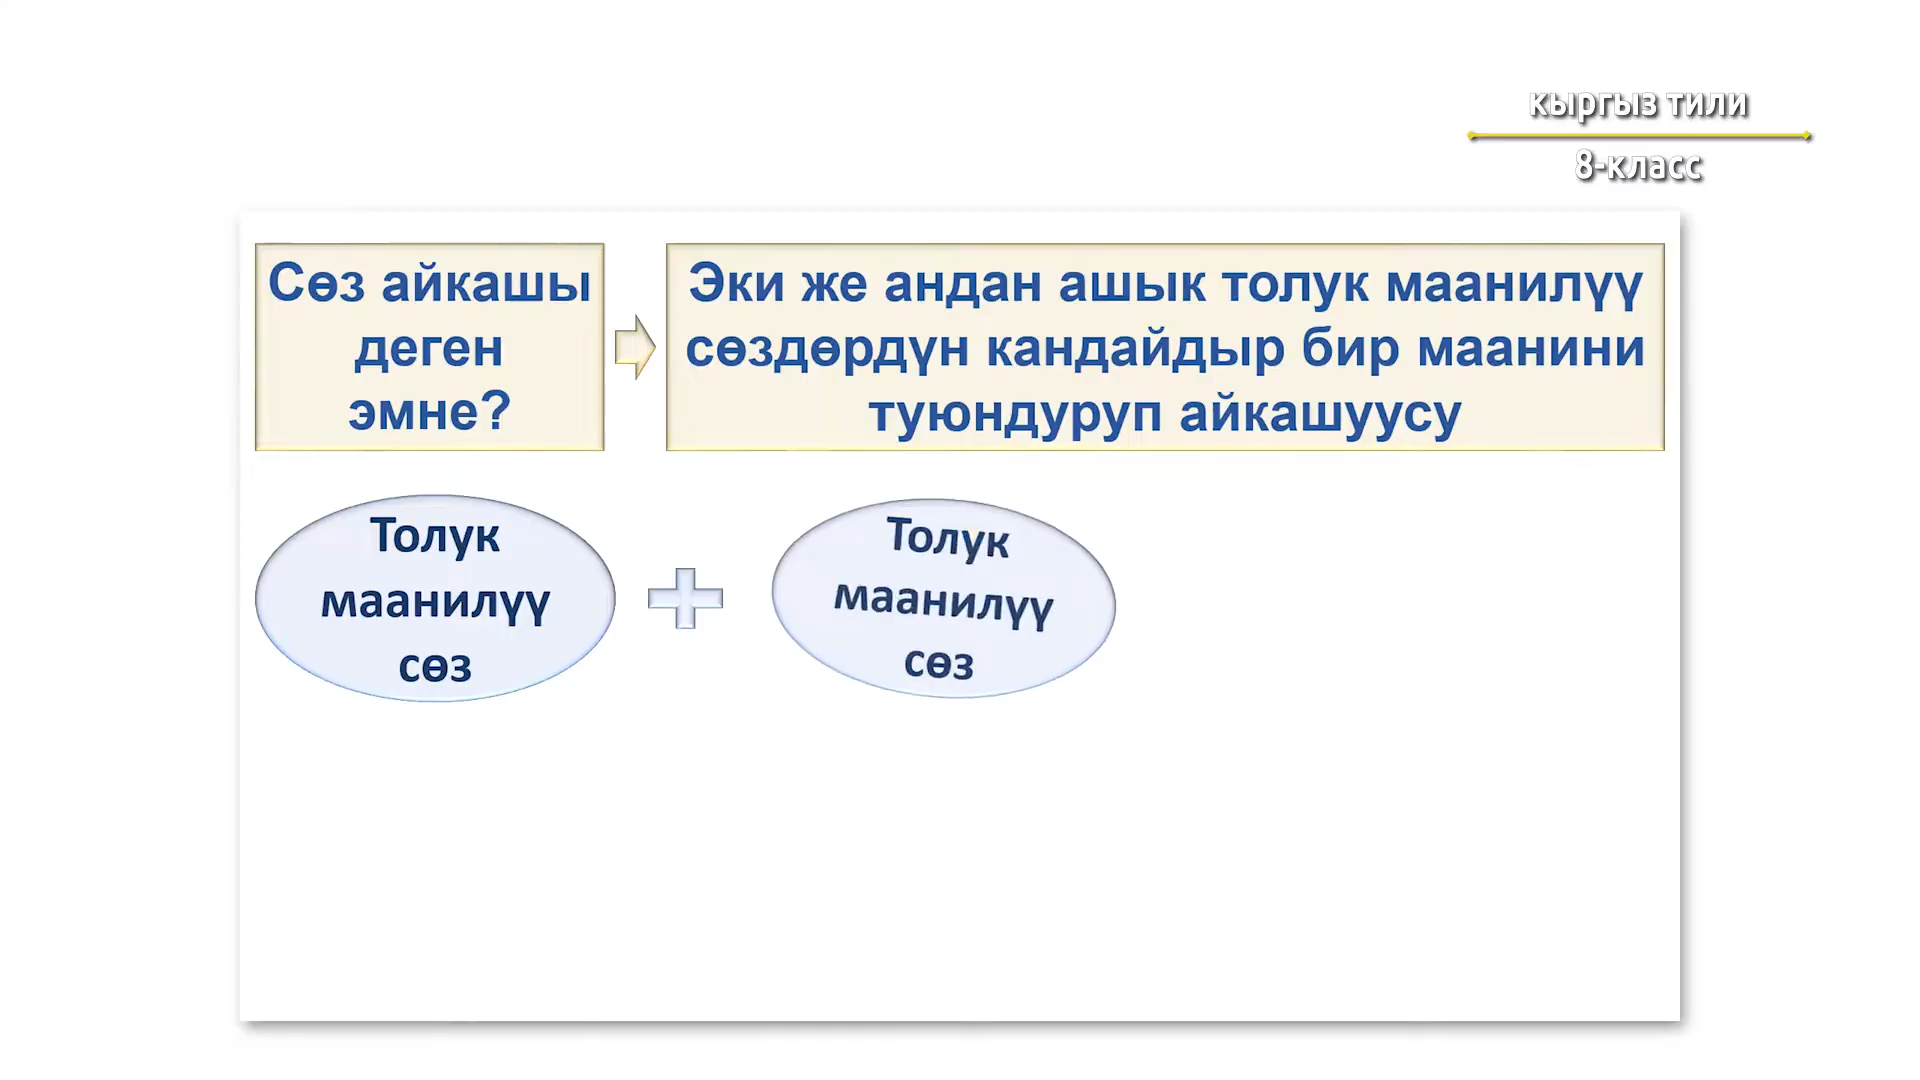 кыргыз тили
8-класс
Сөз айкашы
деген
эмне?
Эки же андан ашык толук маанилүү
сөздөрдүн кандайдыр бир маанини
туюндуруп айкашуусу
Толук
маанилүү
сөз
Толук
маанилүү
сөз